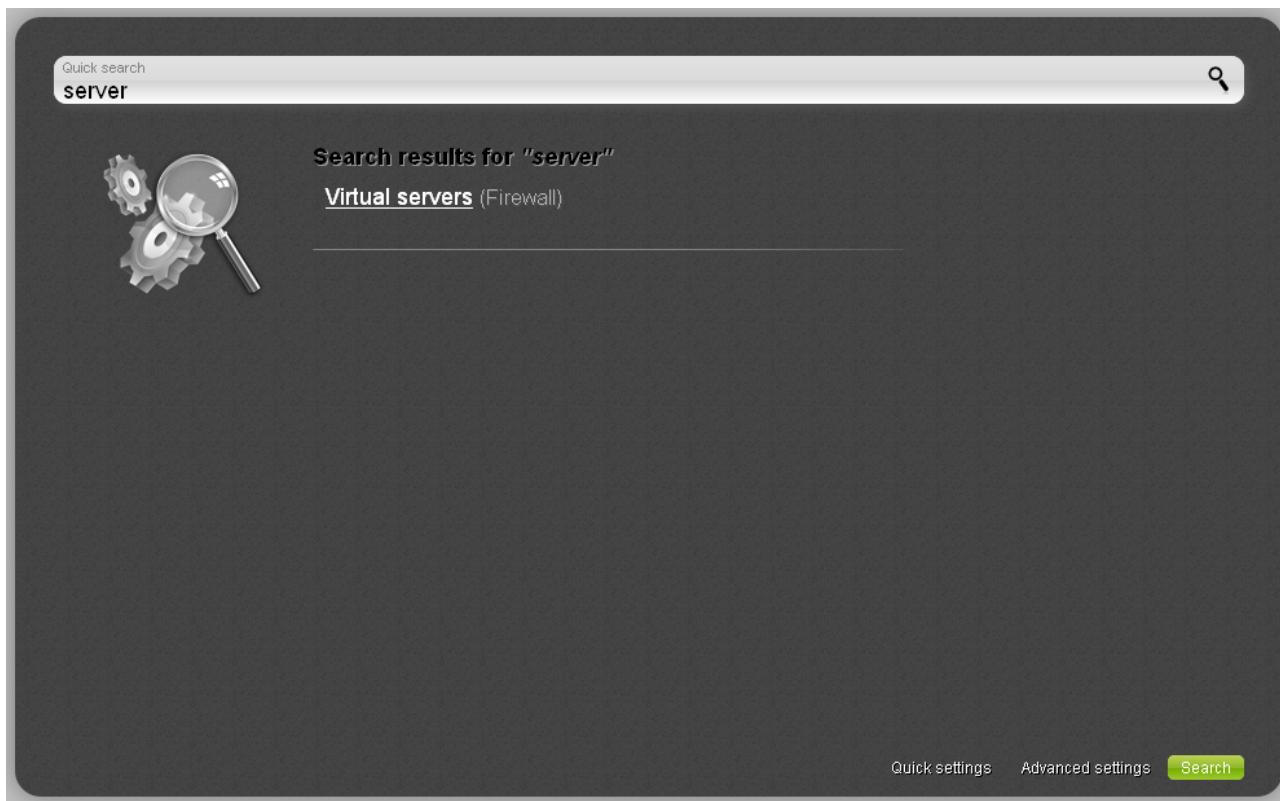 Quick search
server
Search results for "server"
Virtual servers (Firewall)
Quick settings Advanced settings Search